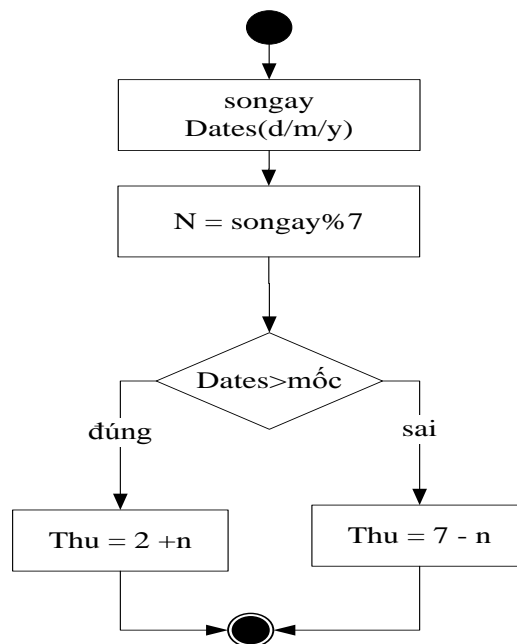 songay
Dates(d/m/y)
N = songay%7
Dates>mốc
đúng
sai
Thu = 2 +n
Thu = 7 - n